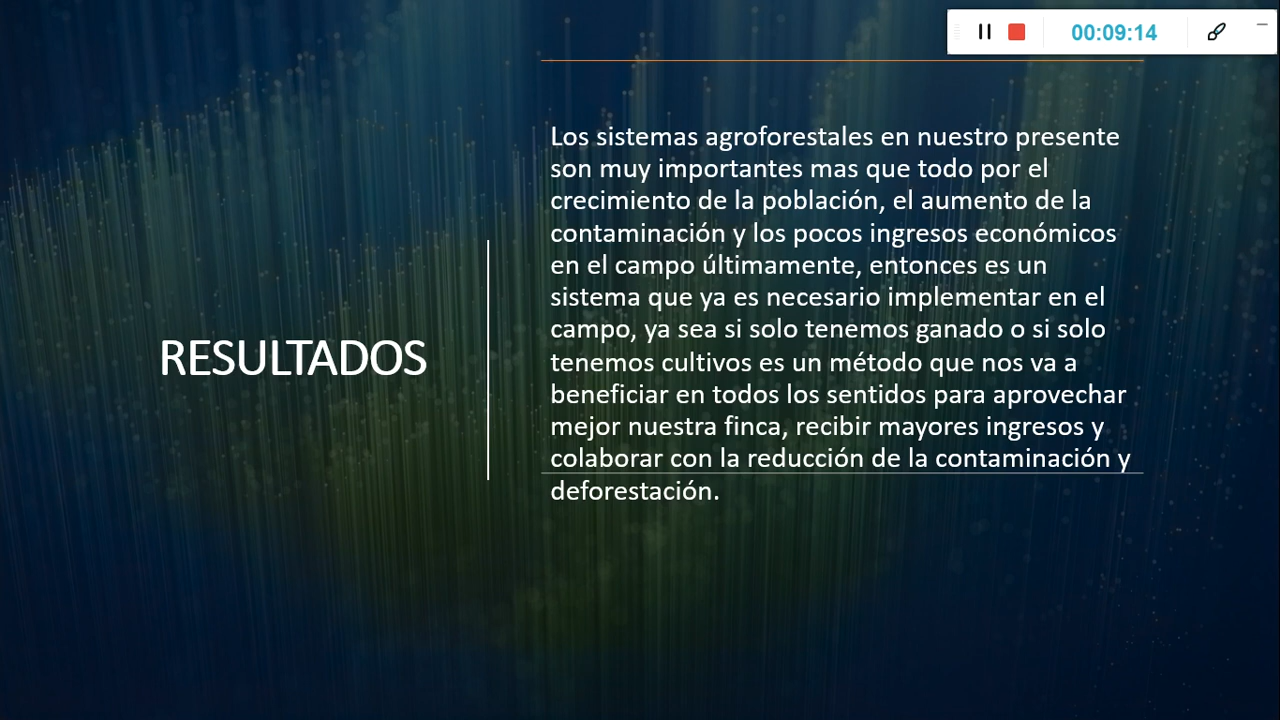 00:09:14
Los sistemas agroforestales en nuestro presente
son muy importantes mas que todo por el
crecimiento de la población, el aumento de la
contaminación y los pocos ingresos económicos
en el campo últimamente, entonces es un
sistema que ya es necesario implementar en el
campo, ya sea si solo tenemos ganado o si solo
tenemos cultivos es un método que nos va a
beneficiar en todos los sentidos para aprovechar
mejor nuestra finca, recibir mayores ingresos y
colaborar con la reducción de la contaminación y
deforestación.
RESULTADOS